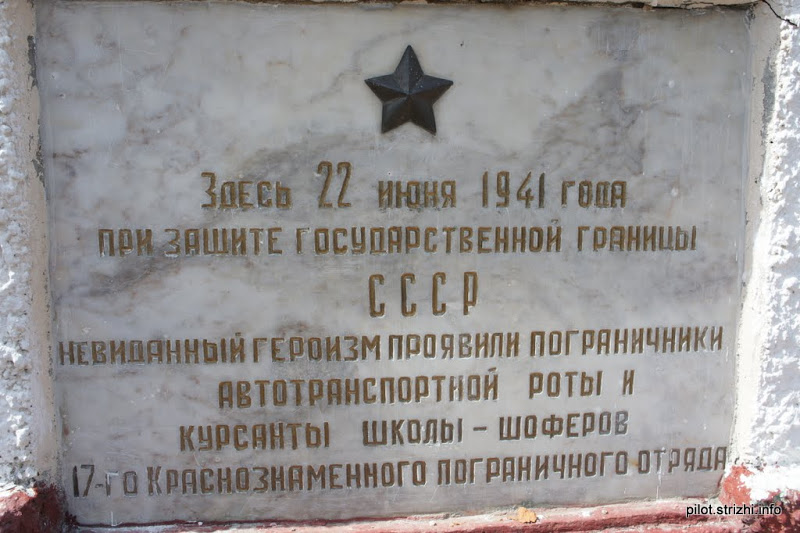 Здесь 22 июня 1941 года
при защите государственной границы
СССР
невиданный героизм проявили пограничники
автотранспортной роты и
курсанты школы - шоферов
17-го Краснознаменного пограничного отряда
pilot.strizhi.info